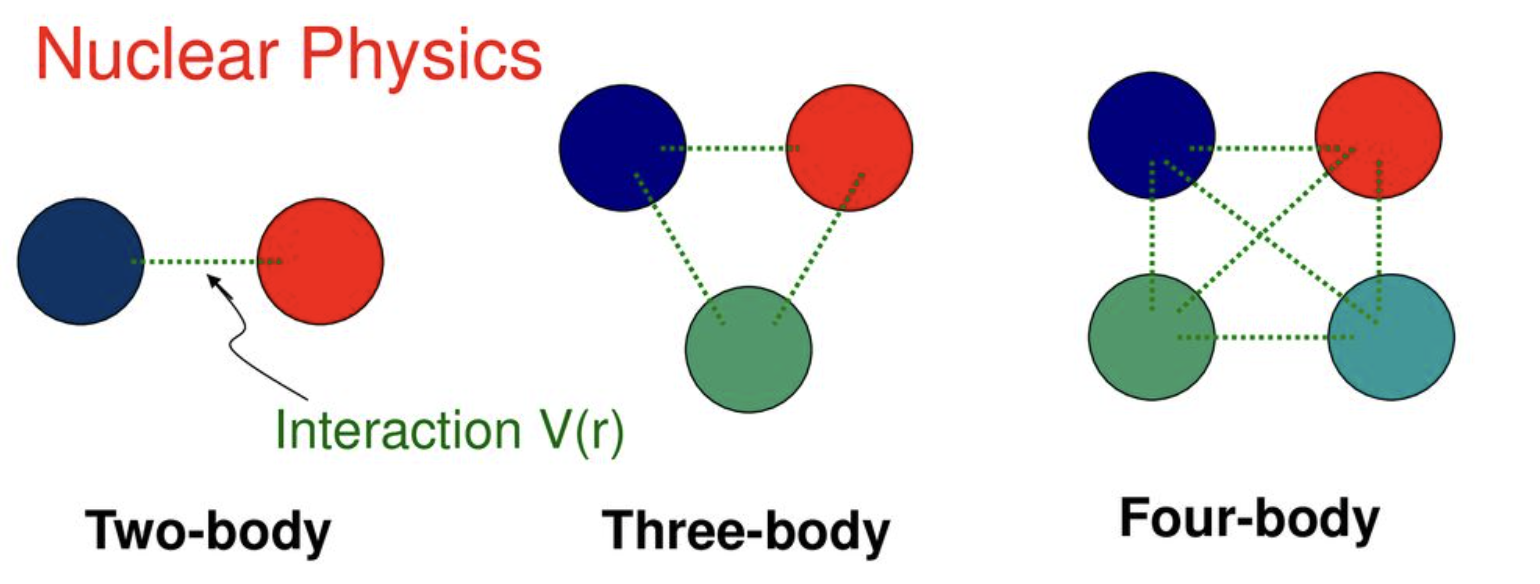 Nuclear Physics
Interaction V(r)
Two-body
Three-body
Four-body